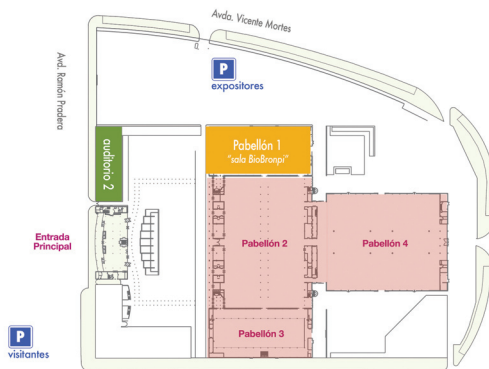 Avda. Vicente Mortes
Avd. Ramón Pradera
P
expositores
auditorio 2
Pabellón 1
"sala BioBronpi"
Entrada
Principal
Pabellón 2
Pabellón 4
Pabellón 3
P
visitantes